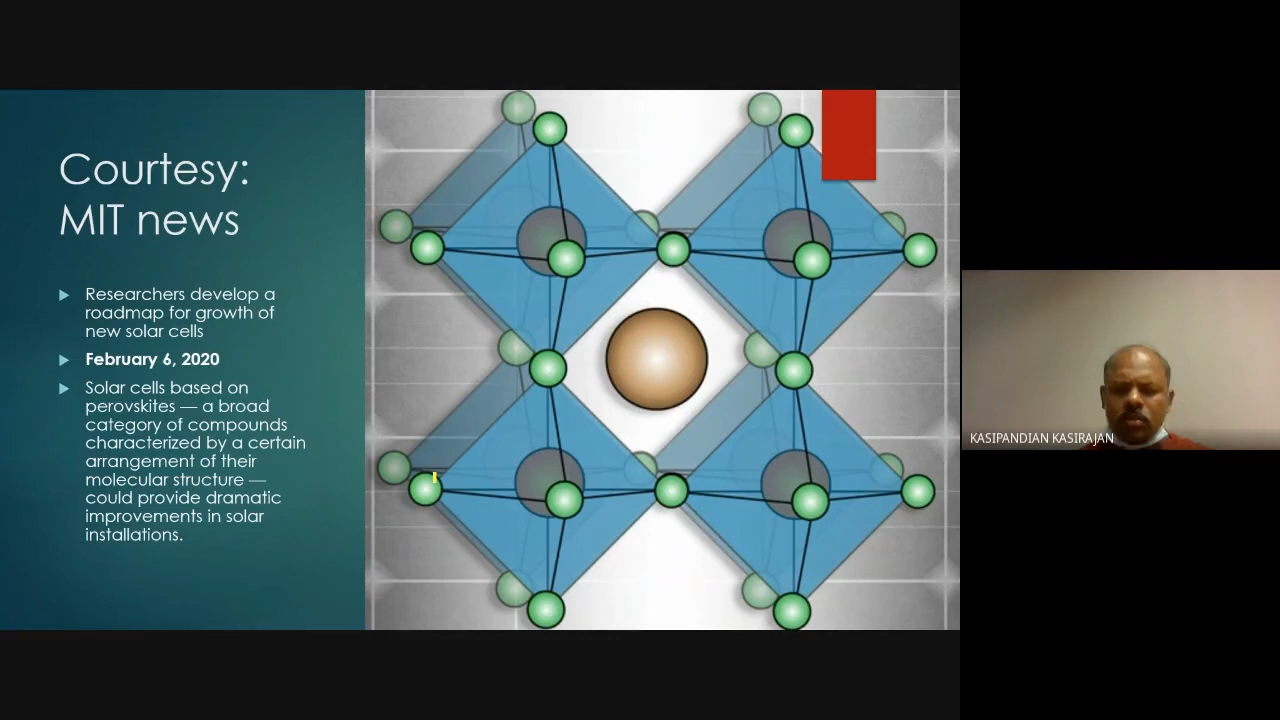 Courtesy:
MIT news
Researchers develop a
roadmap for growth of
new solar cells
February 6, 2020
Solar cells based on
perovskites — a broad
category of compounds
characterized by a certain
arrangement of their
molecular structure —
could provide dramatic
improvements in solar
installations.
KASIPANDIAN KASIRAJAN